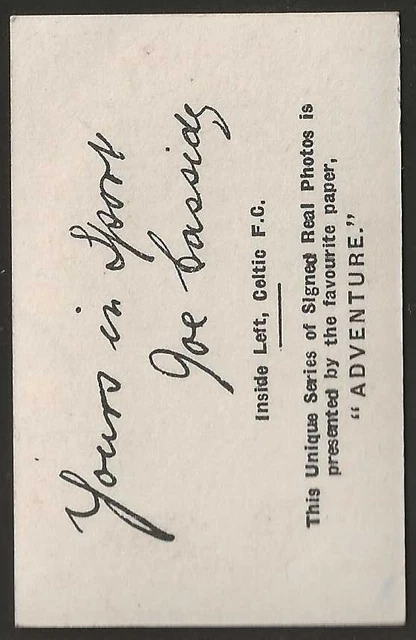 Yours in Sport
Joe Cassidy
Inside Left, Celtic F.C.
This Unique Series of Signed Real Photos is
presented by the favourite paper,
"ADVENTURE."